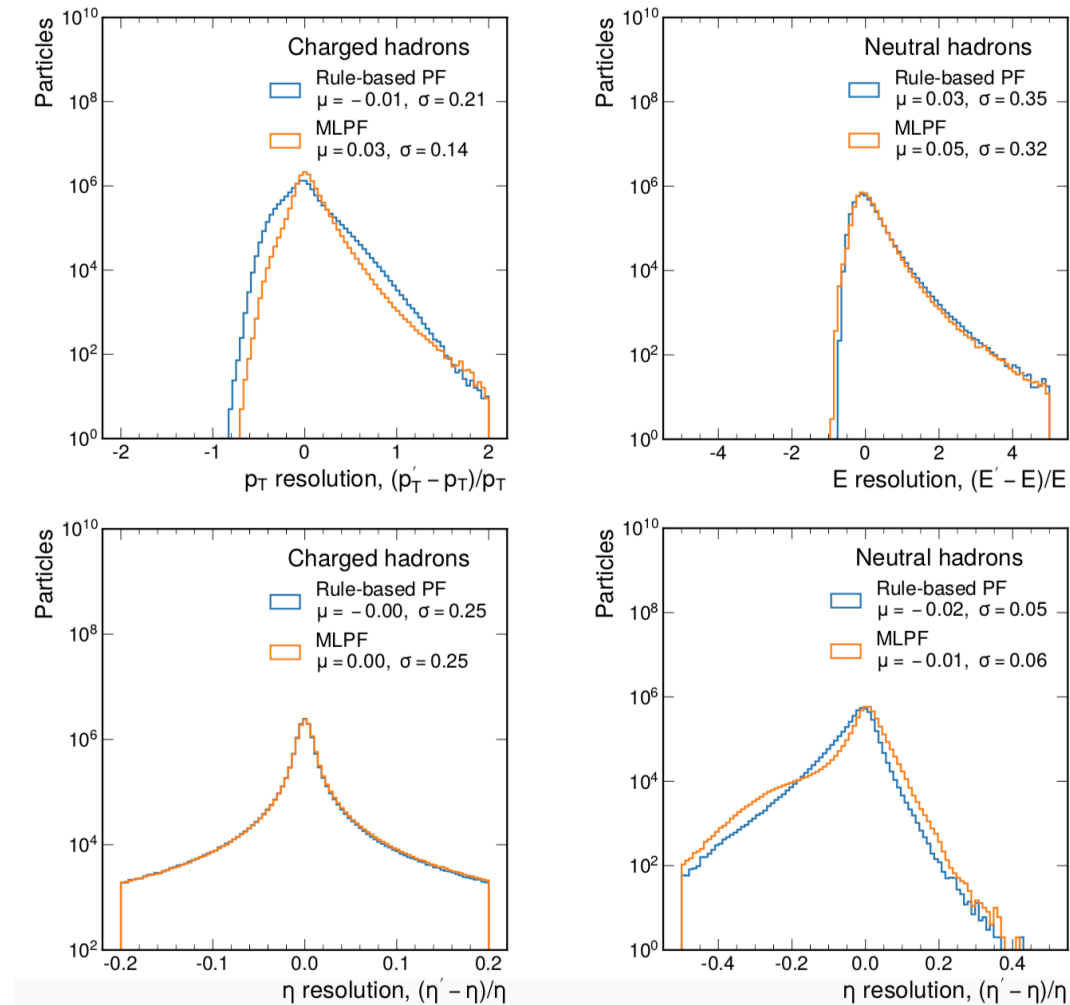 Particles
10^10
10^8
10^6
10^4
10^2
10^0
Charged hadrons
Rule-based PF
μ = −0.01, σ = 0.21
MLPF
μ = 0.03, σ = 0.14
-2 -1 0 1 2
p_T resolution, (p_T′ − p_T)/p_T
Particles
10^10
10^8
10^6
10^4
10^2
10^0
Neutral hadrons
Rule-based PF
μ = 0.03, σ = 0.35
MLPF
μ = 0.05, σ = 0.32
-4 -2 0 2 4
E resolution, (E′ − E)/E
Particles
10^10
10^8
10^6
10^4
10^2
Charged hadrons
Rule-based PF
μ = −0.00, σ = 0.25
MLPF
μ = 0.00, σ = 0.25
-0.2 -0.1 0.0 0.1 0.2
η resolution, (η′ − η)/η
Particles
10^10
10^8
10^6
10^4
10^2
10^0
Neutral hadrons
Rule-based PF
μ = −0.02, σ = 0.05
MLPF
μ = −0.01, σ = 0.06
-0.4 -0.2 0.0 0.2 0.4
η resolution, (η′ − η)/η